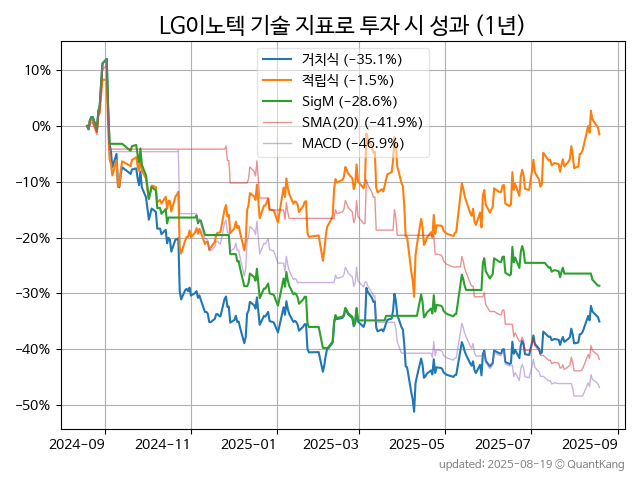 LG이노텍 기술 지표로 투자 시 성과 (1년)
거치식 (−35.1%)
적립식 (−1.5%)
SigM (−28.6%)
SMA(20) (−41.9%)
MACD (−46.9%)
10%
0%
−10%
−20%
−30%
−40%
−50%
2024-09 2024-11 2025-01 2025-03 2025-05 2025-07 2025-09
updated: 2025-08-19 © QuantKang